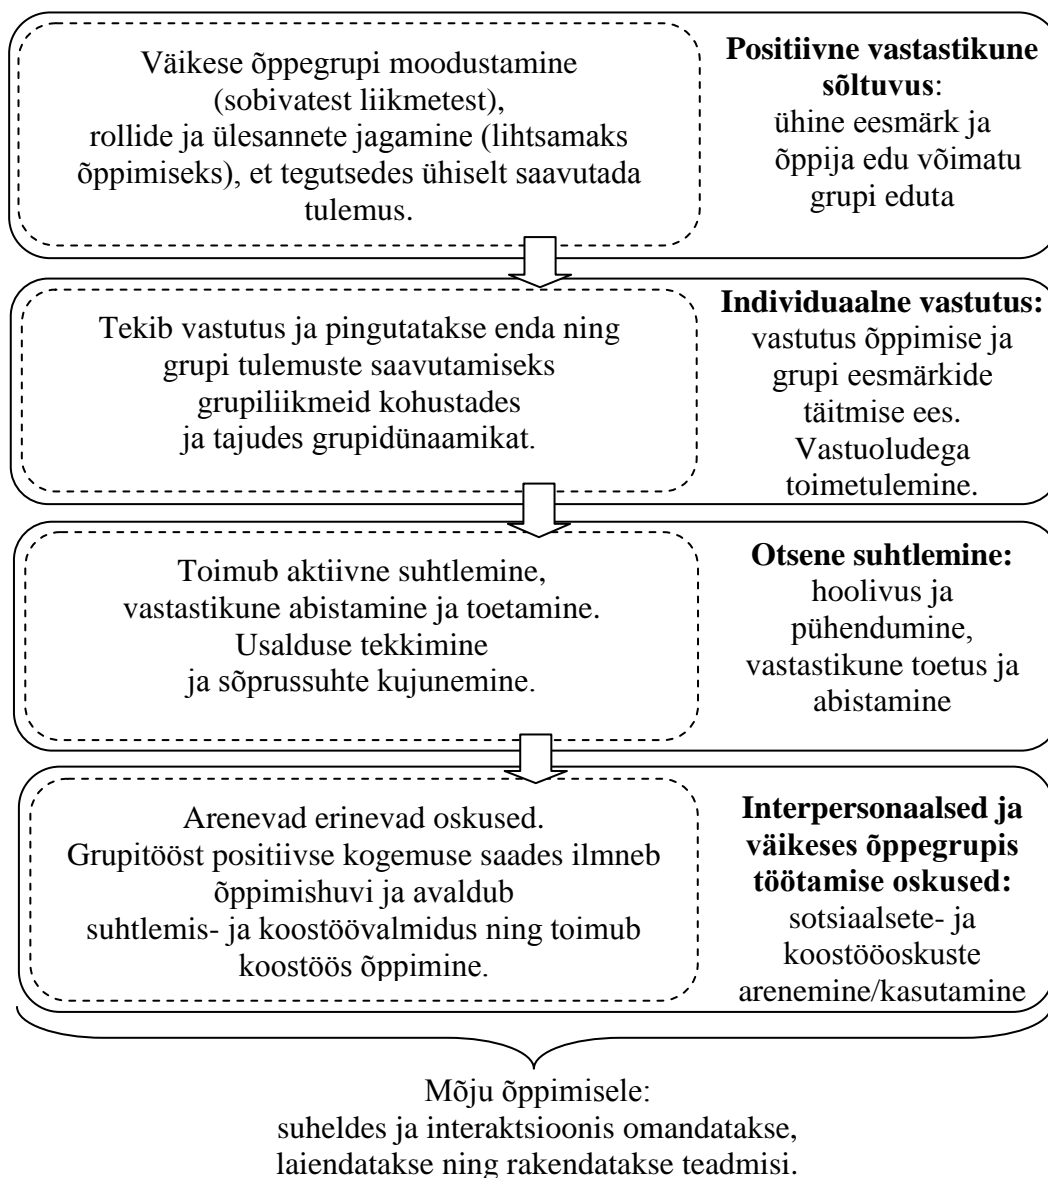 Väikese õppegrupi moodustamine
(sobivatest liikmetest),
rollide ja ülesannete jagamine (lihtsamaks
õppimiseks), et tegutsedes ühiselt saavutada
tulemus.
Positiivne vastastikune
sõltuvus:
ühine eesmärk ja
õppija edu võimatu
grupi eduta
Tekib vastutus ja pingutatakse enda ning
grupi tulemuste saavutamiseks
grupiliikmeid kohustades
ja tajudes grupidünaamikat.
Individuaalne vastutus:
vastutus õppimise ja
grupi eesmärkide
täitmise ees.
Vastuoludega
toimetulemine.
Toimub aktiivne suhtlemine,
vastastikune abistamine ja toetamine.
Usalduse tekkimine
ja sõprussuhte kujunemine.
Otsene suhtlemine:
hoolivus ja
pühendumine,
vastastikune toetus ja
abistamine
Arenevad erinevad oskused.
Grupitööst positiivse kogemuse saades ilmneb
õppimishuvi ja avaldub
suhtlemis- ja koostöövalmidus ning toimub
koostöös õppimine.
Interpersonaalsed ja
väikeses õppegrupis
töötamise oskused:
sotsiaalsete- ja
koostööoskuste
arenemine/kasutamine
Mõju õppimisele:
suheldes ja interaktsioonis omandatakse,
laiendatakse ning rakendatakse teadmisi.